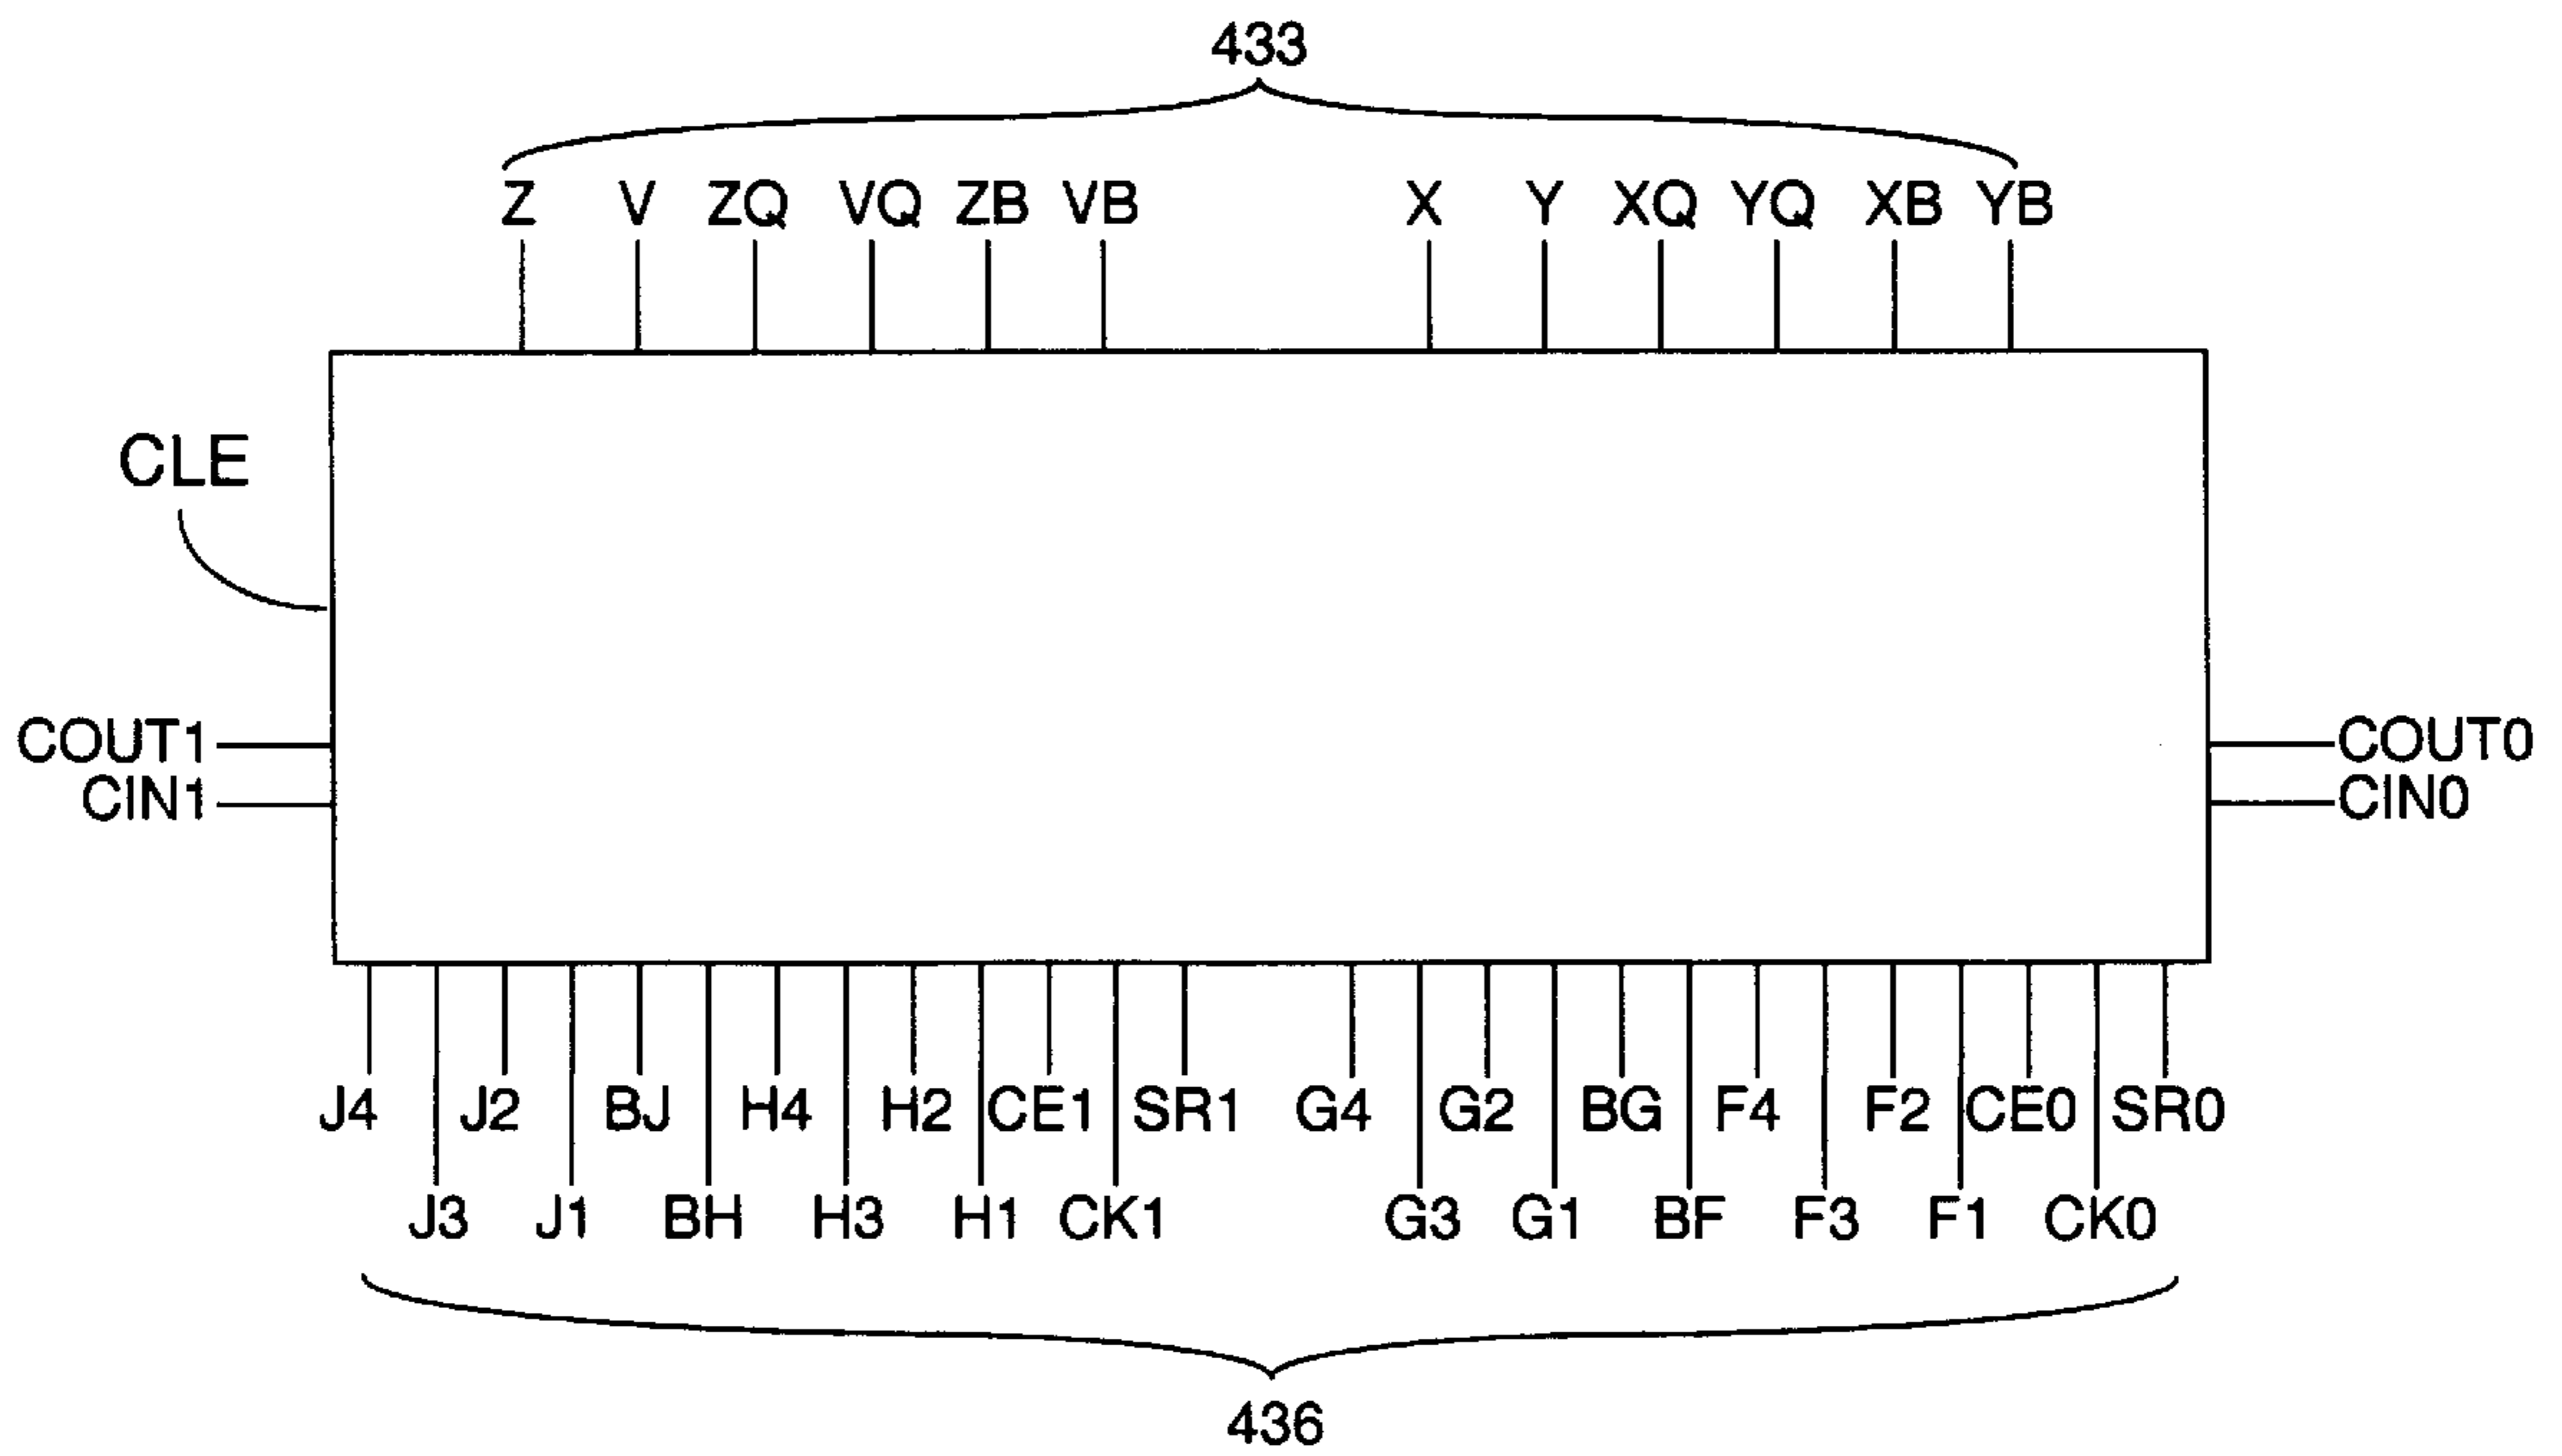 433
Z V ZQ VQ ZB VB X Y XQ YQ XB YB
CLE
COUT1 COUT0
CIN1 CIN0
J4 J2 BJ H4 H2 CE1 SR1 G4 G2 BG F4 F2 CE0 SR0
J3 J1 BH H3 H1 CK1 G3 G1 BF F3 F1 CK0
436